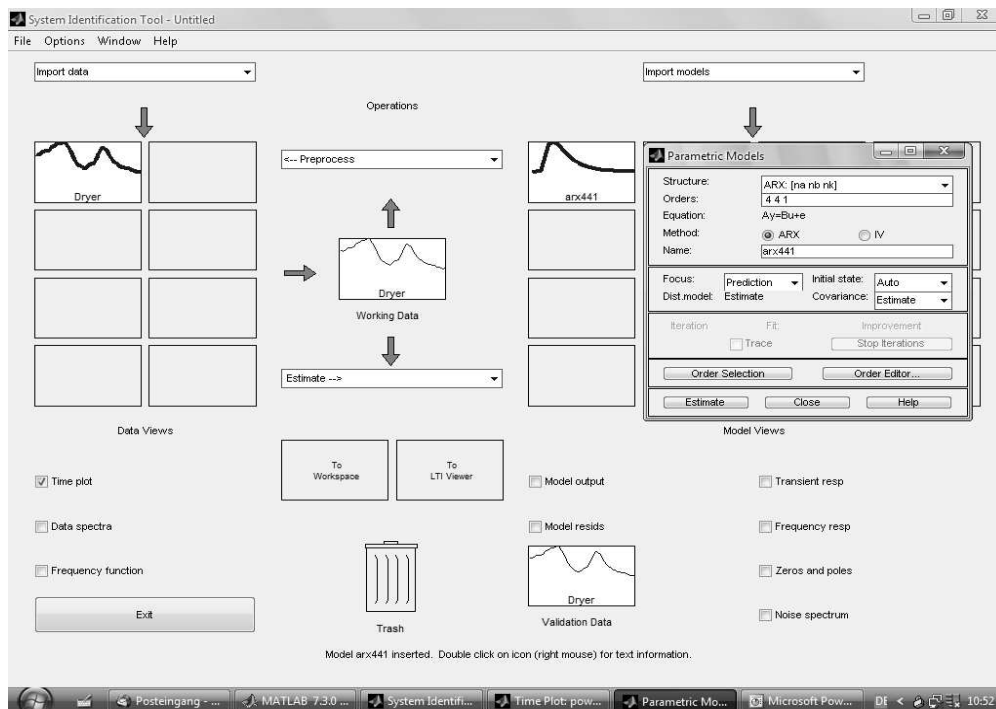 System Identification Tool - Untitled
File Options Window Help
Import data
Import models
Operations
<-- Preprocess
Dryer
arx441
Dryer
Working Data
Estimate -->
Parametric Models
Structure: ARX: [na nb nk]
Orders: 4 4 1
Equation: Ay=Bu+e
Method: ARX IV
Name: arx441
Focus: Prediction Initial state: Auto
Dist.model: Estimate Covariance: Estimate
Iteration Fit: Improvement
Trace Stop Iterations
Order Selection Order Editor...
Estimate Close Help
Data Views
Model Views
To Workspace
To LTI Viewer
Time plot
Data spectra
Frequency function
Model output
Model resids
Transient resp
Frequency resp
Zeros and poles
Noise spectrum
Exit
Trash
Dryer
Validation Data
Model arx441 inserted. Double click on icon (right mouse) for text information.
Posteingang - ... MATLAB 7.3.0 ... System Identifi... Time Plot: pow... Parametric Mo... Microsoft Pow... DE < 10:52